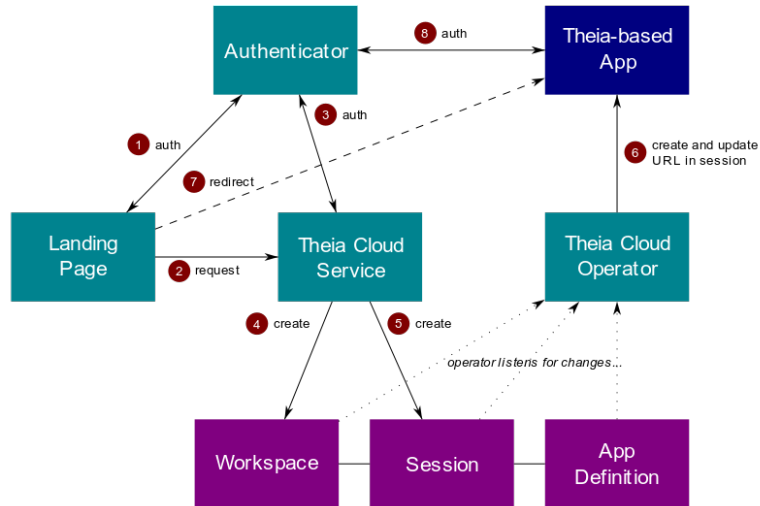 Authenticator
8 auth
Theia-based
App
1 auth
3 auth
6 create and update
URL in session
7 redirect
Landing
Page
2 request
Theia Cloud
Service
Theia Cloud
Operator
4 create
5 create
operator listens for changes...
Workspace
Session
App
Definition